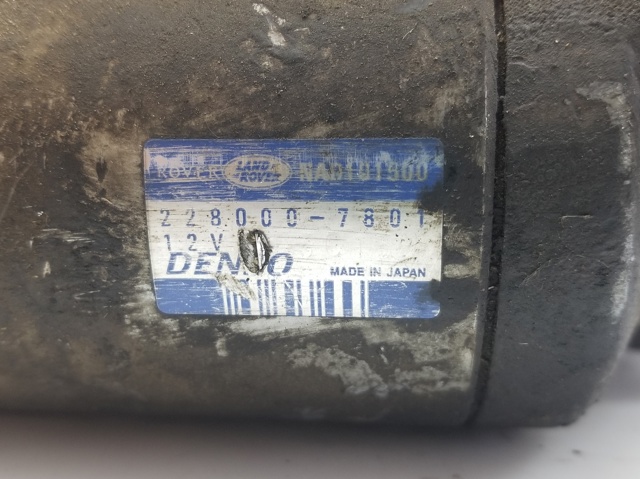 ROVER LAND ROVER NAD101300
228000-7801
12V
DENSO MADE IN JAPAN